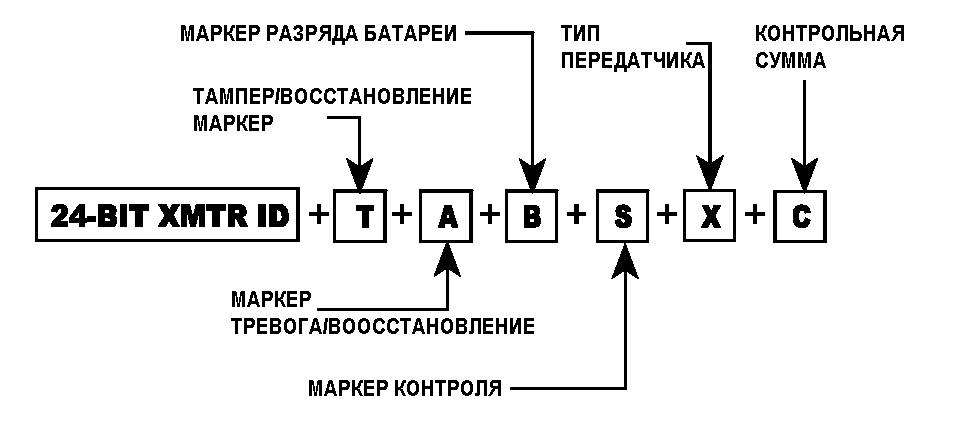 МАРКЕР РАЗРЯДА БАТАРЕИ
ТИП
ПЕРЕДАТЧИКА
КОНТРОЛЬНАЯ
СУММА
ТАМПЕР/ВОССТАНОВЛЕНИЕ
МАРКЕР
24-BIT XMTR ID + T + A + B + S + X + C
МАРКЕР
ТРЕВОГА/ВООССТАНОВЛЕНИЕ
МАРКЕР КОНТРОЛЯ